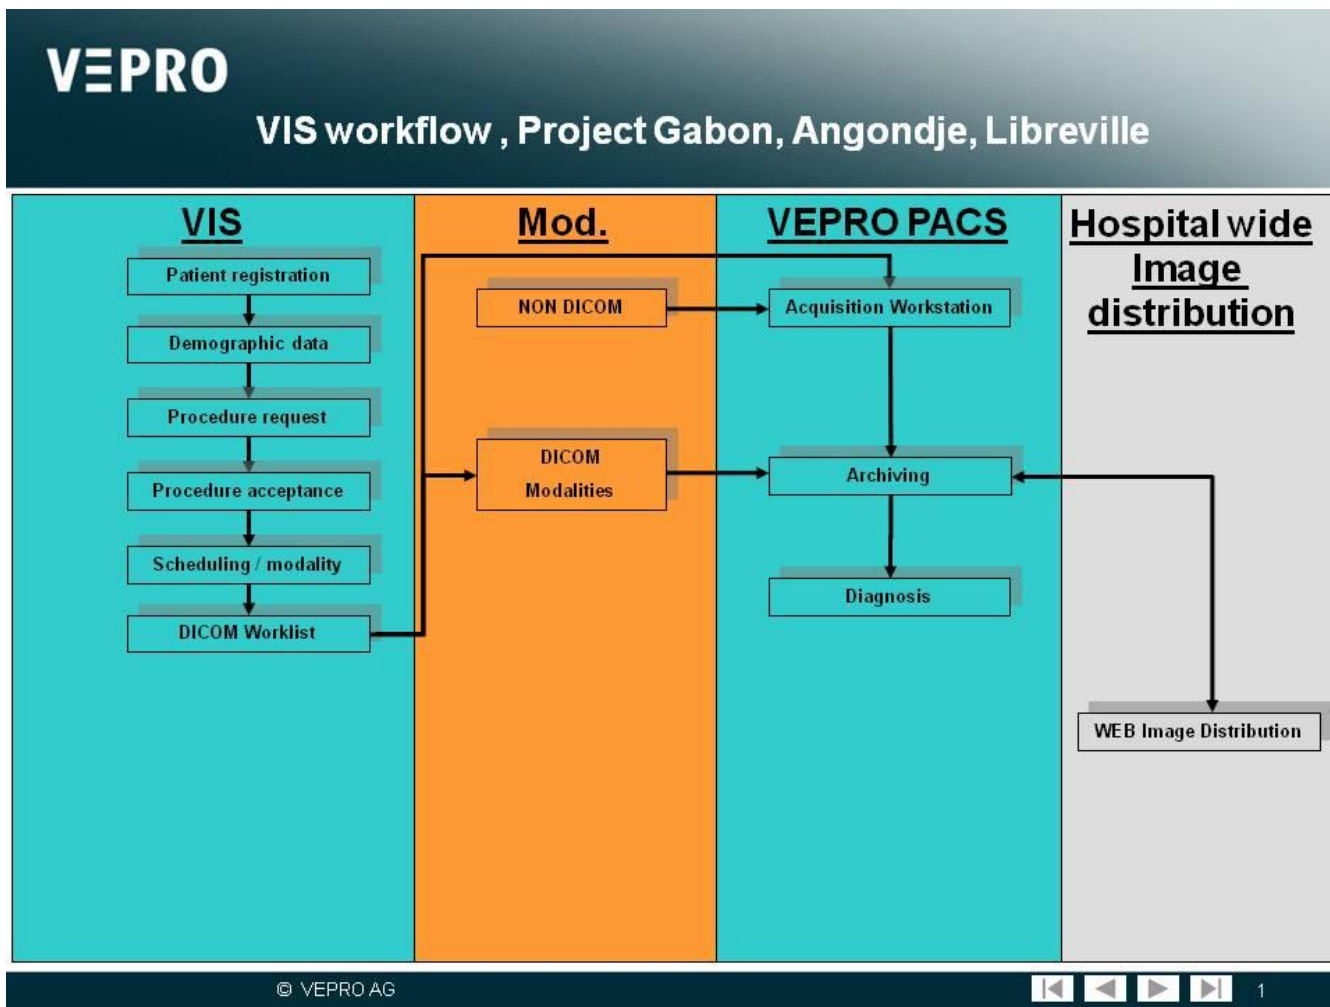 VEPRO
VIS workflow , Project Gabon, Angondje, Libreville
VIS
Patient registration
Demographic data
Procedure request
Procedure acceptance
Scheduling / modality
DICOM Worklist
Mod.
NON DICOM
DICOM
Modalities
VEPRO PACS
Acquisition Workstation
Archiving
Diagnosis
Hospital wide
Image
distribution
WEB Image Distribution
© VEPRO AG
1